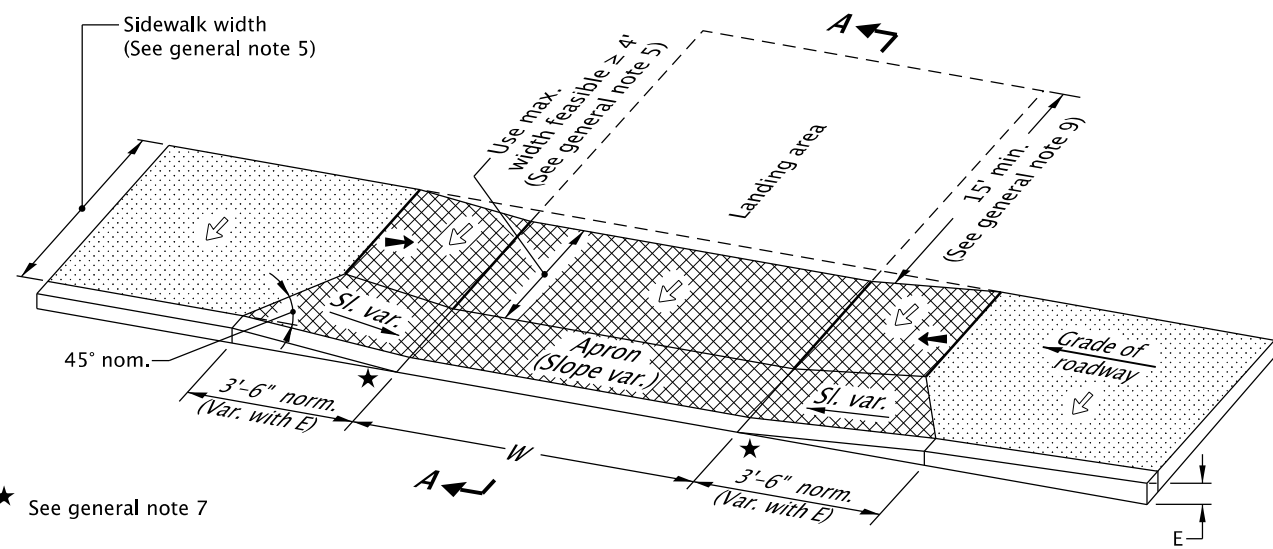 Sidewalk width
(See general note 5)
A
Use max.
width feasible ≥ 4'
(See general note 5)
Landing area
15' min.
(See general note 9)
Sl. var.
Apron
(Slope var.)
Sl. var.
Grade of
roadway
45° nom.
3'–6" norm.
(Var. with E)
W
3'–6" norm.
(Var. with E)
A
E
★ See general note 7